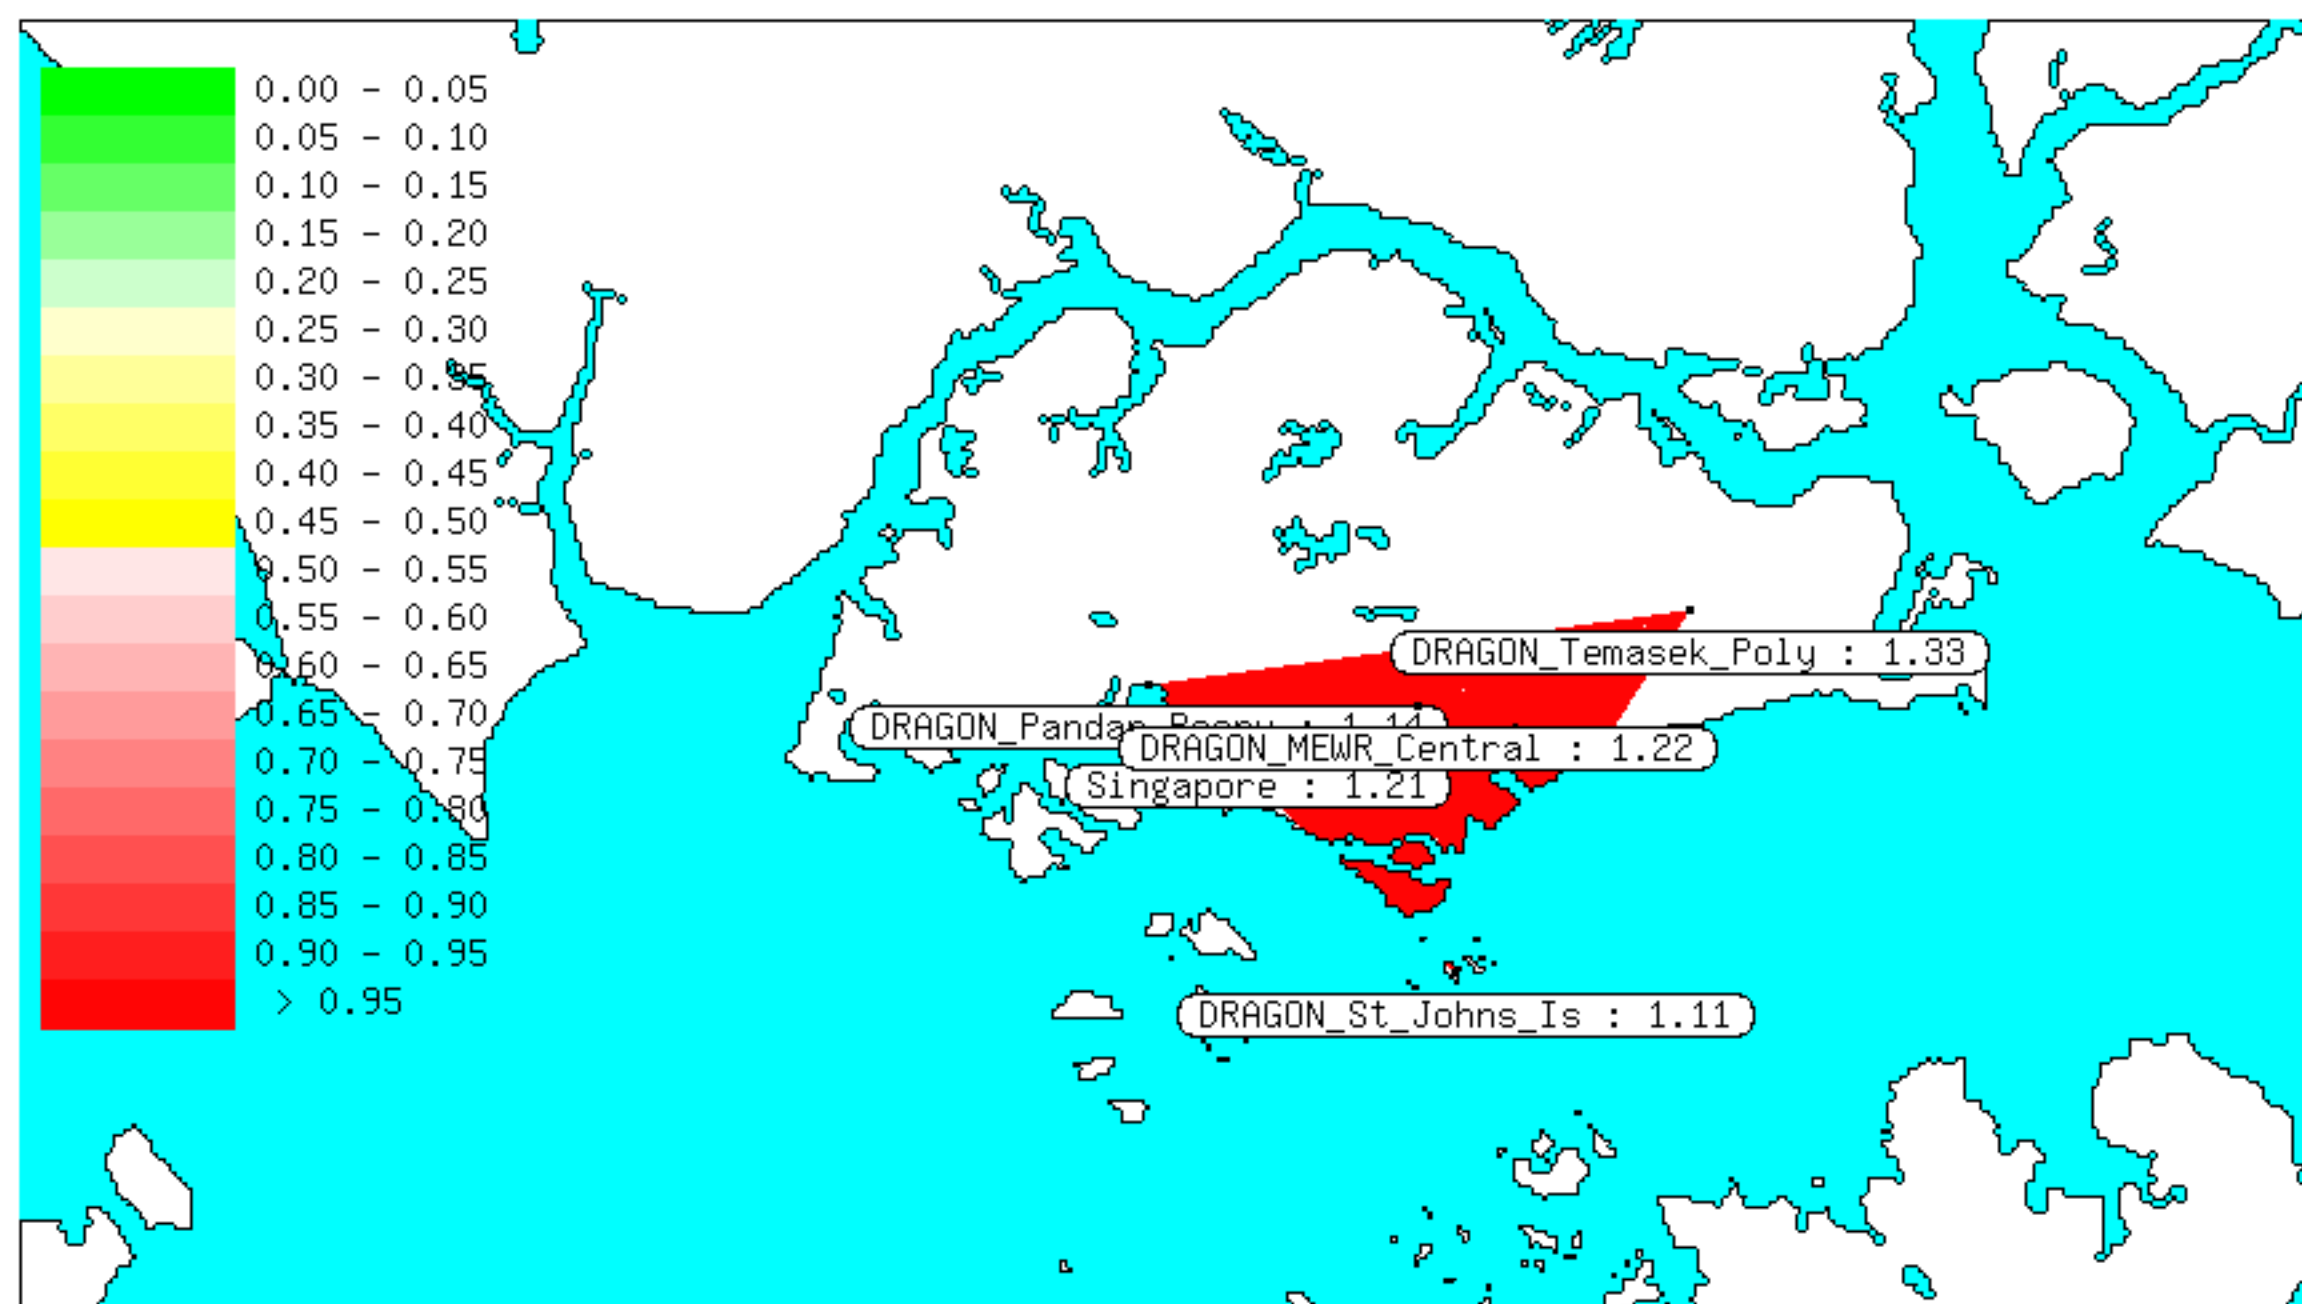 0.00 - 0.05
0.05 - 0.10
0.10 - 0.15
0.15 - 0.20
0.20 - 0.25
0.25 - 0.30
0.30 - 0.35
0.35 - 0.40
0.40 - 0.45
0.45 - 0.50
0.50 - 0.55
0.55 - 0.60
0.60 - 0.65
0.65 - 0.70
0.70 - 0.75
0.75 - 0.80
0.80 - 0.85
0.85 - 0.90
0.90 - 0.95
> 0.95
DRAGON_Temasek_Poly : 1.33
: 1.14
DRAGON_MEWR_Central : 1.22
Singapore : 1.21
DRAGON_St_Johns_Is : 1.11